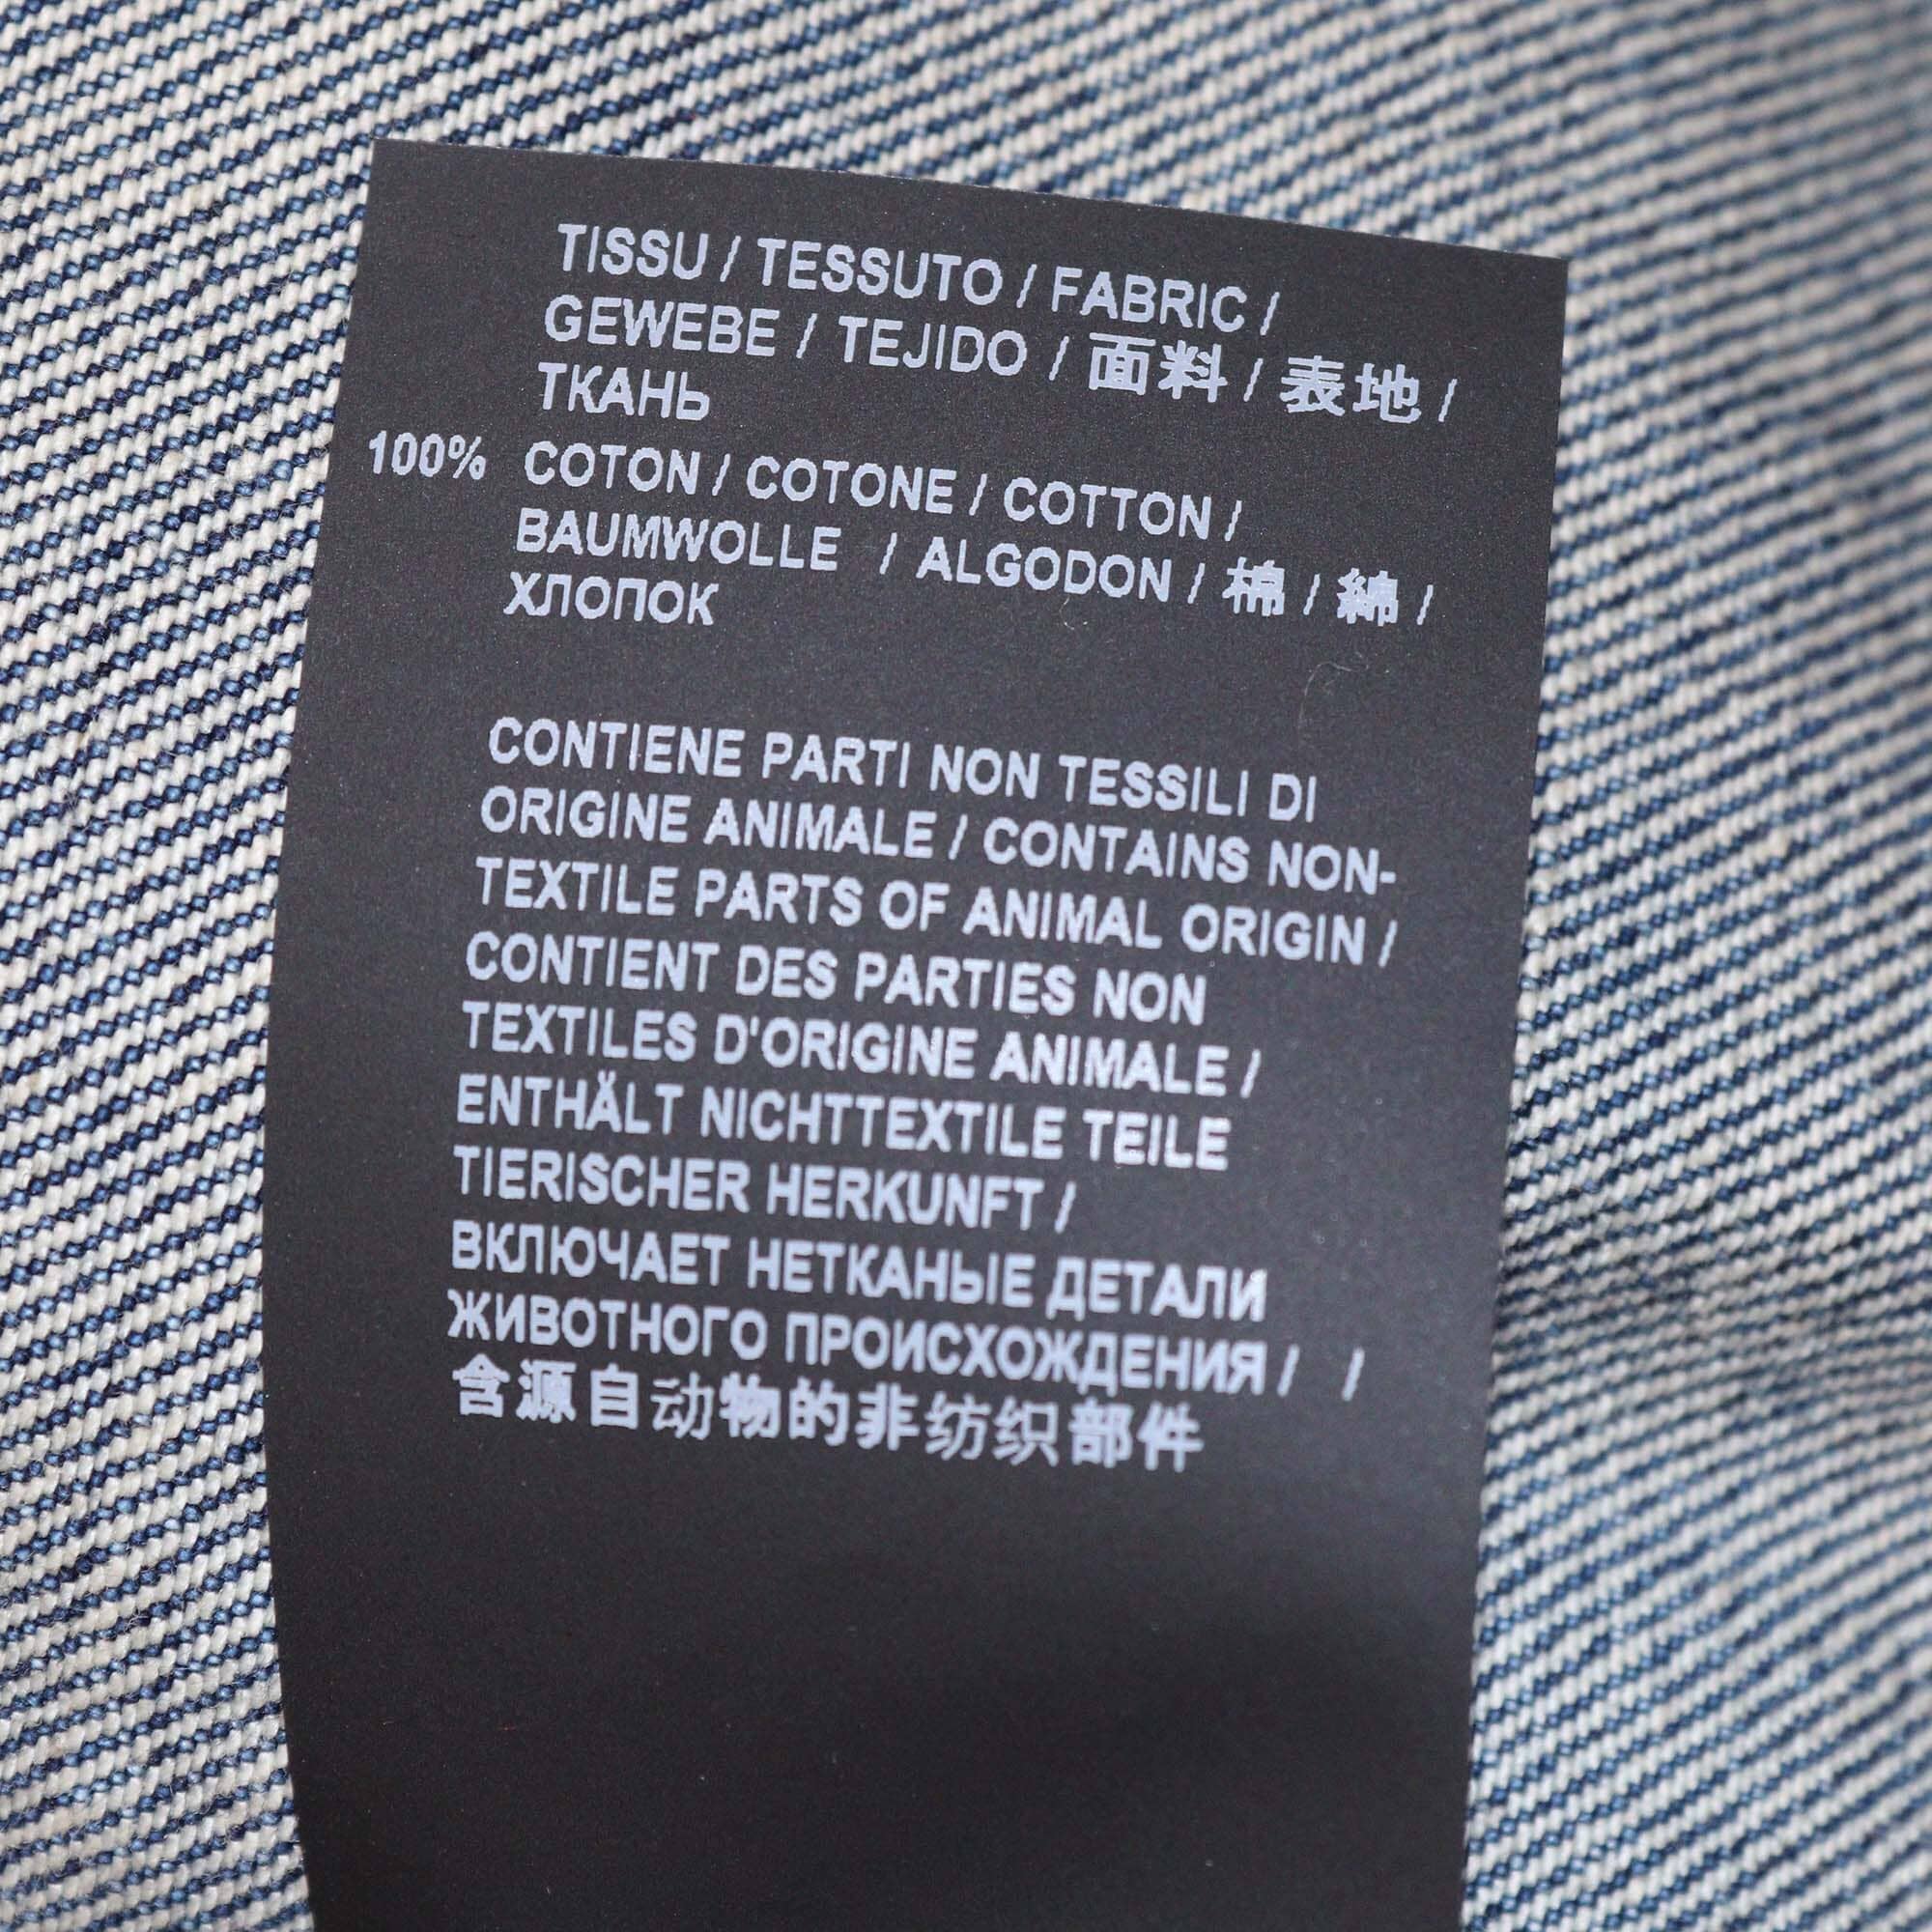 TISSU / TESSUTO / FABRIC /
GEWEBE / TEJIDO / 面料 / 表地 /
ТКАНЬ
100% COTON / COTONE / COTTON /
BAUMWOLLE / ALGODON / 棉 / 綿 /
ХЛОПОК
CONTIENE PARTI NON TESSILI DI
ORIGINE ANIMALE / CONTAINS NON-
TEXTILE PARTS OF ANIMAL ORIGIN /
CONTIENT DES PARTIES NON
TEXTILES D'ORIGINE ANIMALE /
ENTHÄLT NICHTTEXTILE TEILE
TIERISCHER HERKUNFT /
ВКЛЮЧАЕТ НЕТКАНЫЕ ДЕТАЛИ
ЖИВОТНОГО ПРОИСХОЖДЕНИЯ / /
含源自动物的非纺织部件